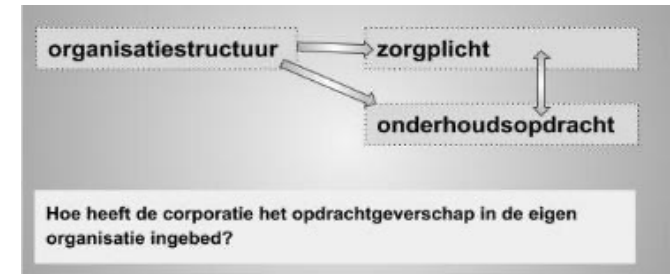 organisatiestructuur
zorgplicht
onderhoudsopdracht
Hoe heeft de corporatie het opdrachtgeverschap in de eigen
organisatie ingebed?